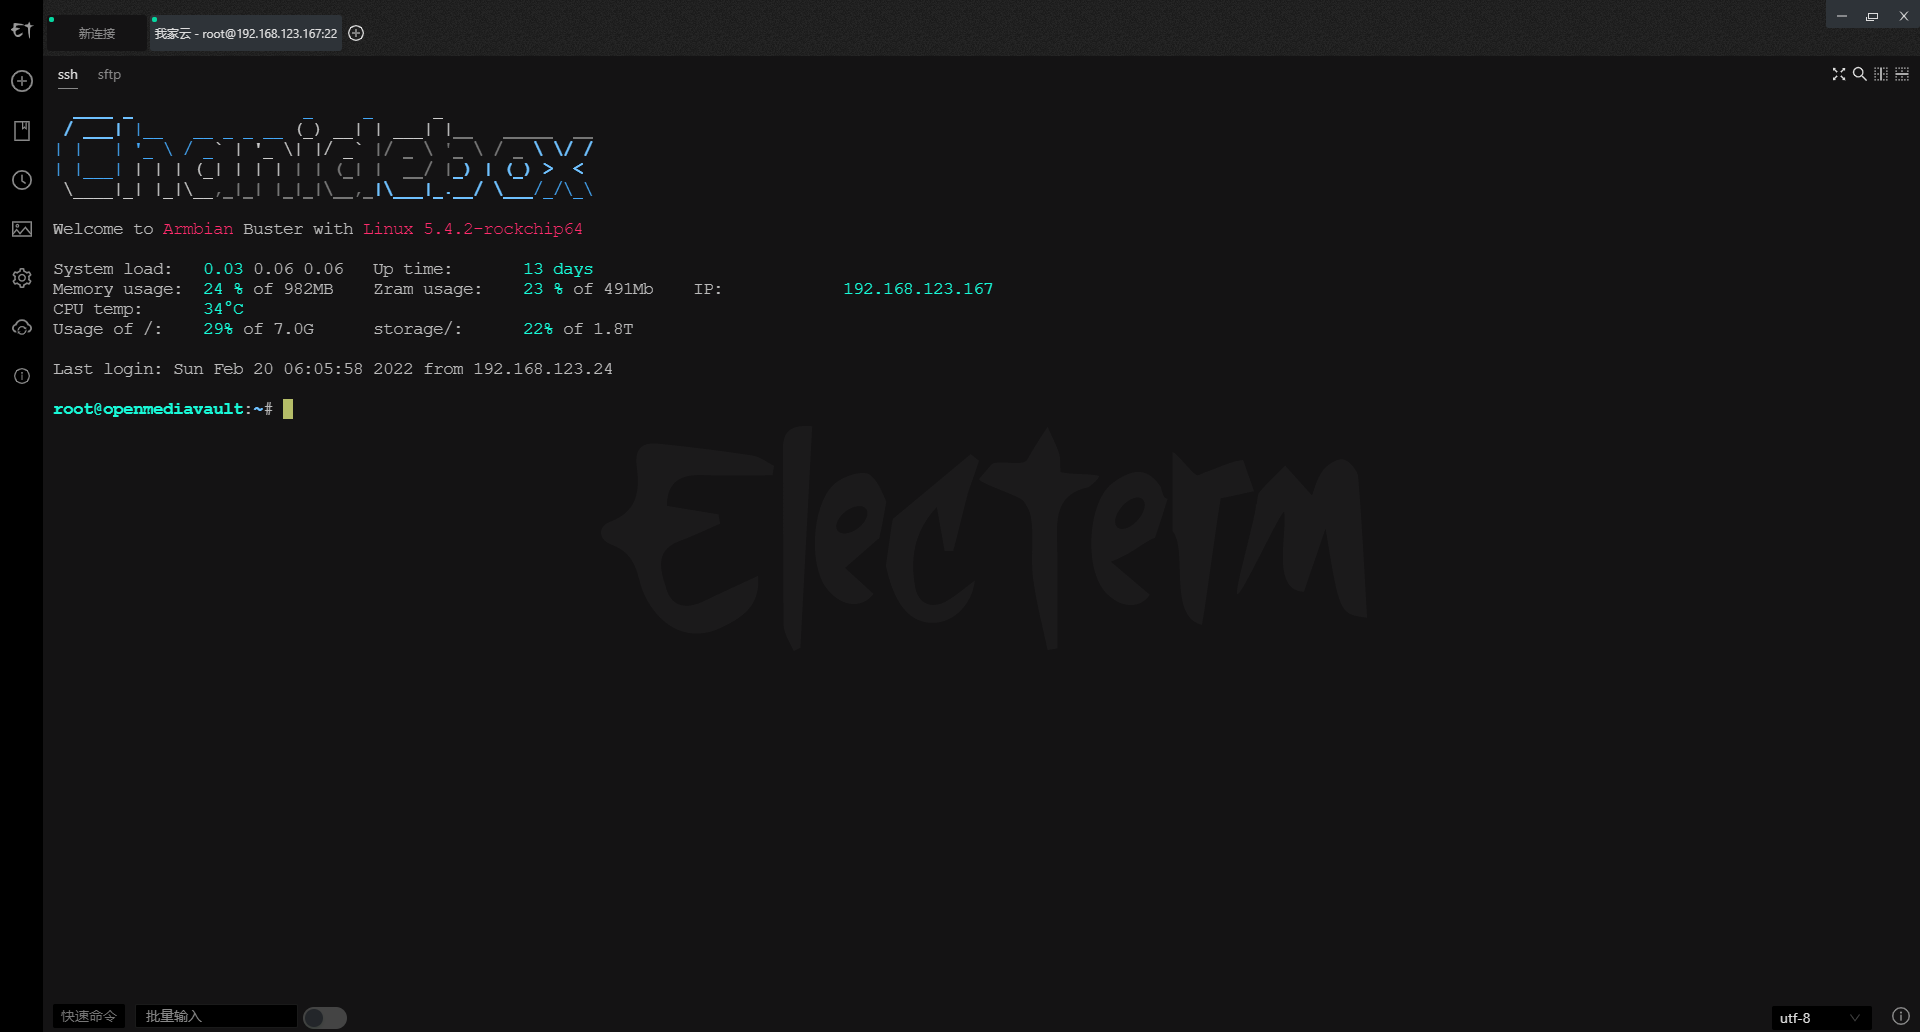 新连接
我家云 - root@192.168.123.167:22
ssh sftp
Chanidebox
Welcome to Armbian Buster with Linux 5.4.2-rockchip64
System load: 0.03 0.06 0.06 Up time: 13 days
Memory usage: 24 % of 982MB Zram usage: 23 % of 491Mb IP: 192.168.123.167
CPU temp: 34°C
Usage of /: 29% of 7.0G storage/: 22% of 1.8T
Last login: Sun Feb 20 06:05:58 2022 from 192.168.123.24
root@openmediavault:~#
Electerm
快速命令 批量输入
utf-8